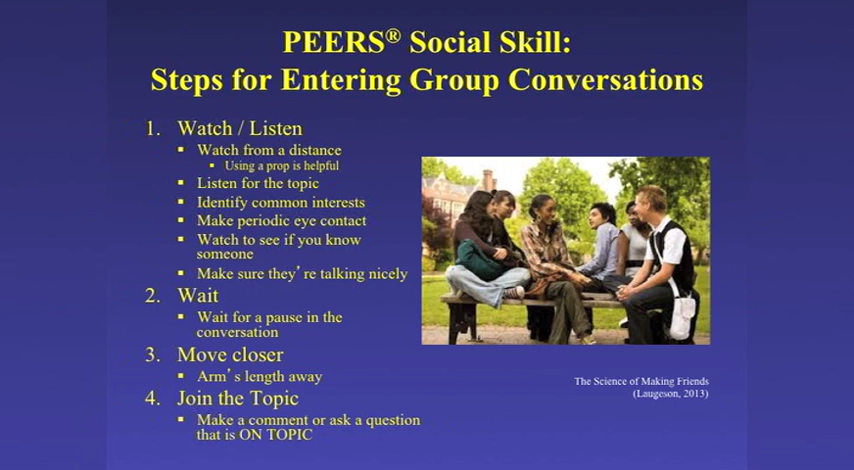 PEERS® Social Skill:
Steps for Entering Group Conversations
1. Watch / Listen
▪ Watch from a distance
▪ Using a prop is helpful
▪ Listen for the topic
▪ Identify common interests
▪ Make periodic eye contact
▪ Watch to see if you know
someone
▪ Make sure they’re talking nicely
2. Wait
▪ Wait for a pause in the
conversation
3. Move closer
▪ Arm’s length away
4. Join the Topic
▪ Make a comment or ask a question
that is ON TOPIC
The Science of Making Friends
(Laugeson, 2013)